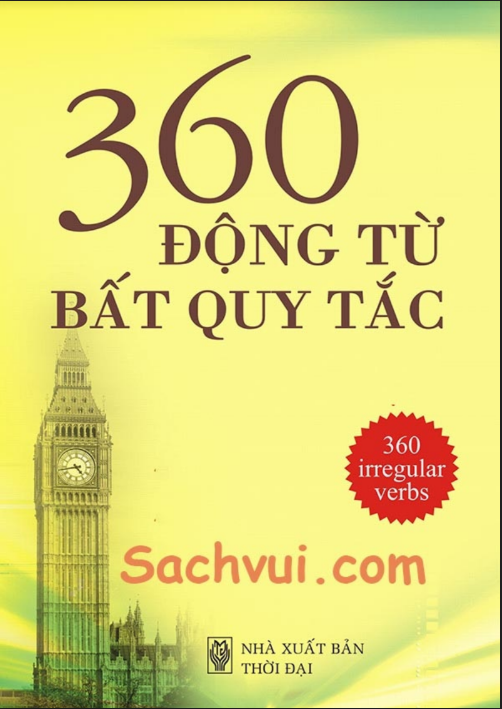 360
ĐỘNG TỪ
BẤT QUY TẮC
360
irregular
verbs
Sachvui.com
NHÀ XUẤT BẢN
THỜI ĐẠI